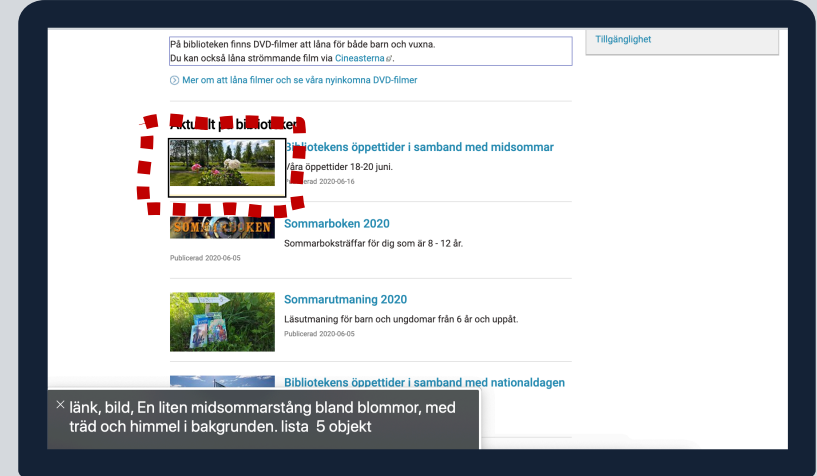 På biblioteken finns DVD-filmer att låna för både barn och vuxna.
Du kan också låna strömmande film via Cineasterna.
Mer om att låna filmer och se våra nyinkomna DVD-filmer
Tillgänglighet
Aktuellt på biblioteken
Bibliotekens öppettider i samband med midsommar
Våra öppettider 18-20 juni.
Publicerad 2020-06-16
SOMMARBOKEN
Sommarboken 2020
Sommarboksträffar för dig som är 8 - 12 år.
Publicerad 2020-06-05
Sommarutmaning 2020
Läsutmaning för barn och ungdomar från 6 år och uppåt.
Publicerad 2020-06-05
Bibliotekens öppettider i samband med nationaldagen
länk, bild, En liten midsommarstång bland blommor, med
träd och himmel i bakgrunden. lista 5 objekt